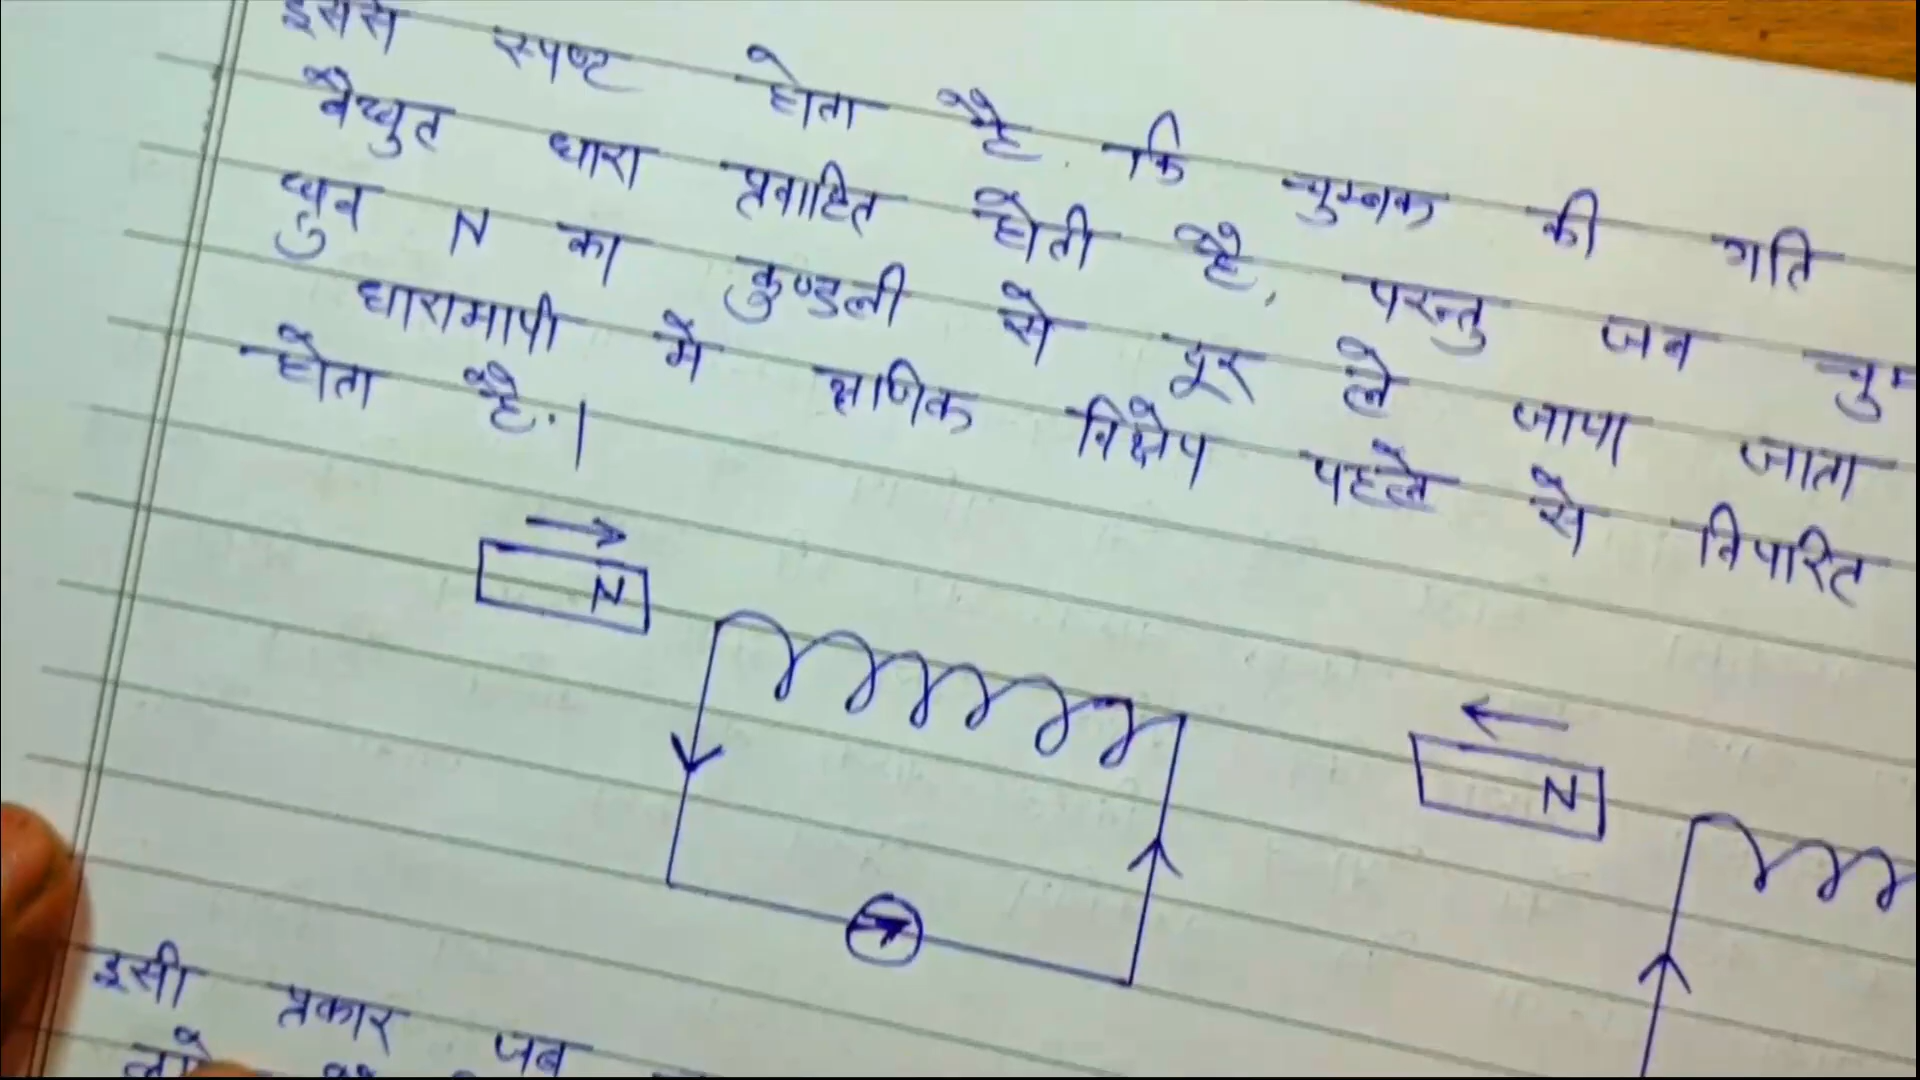 इससे स्पष्ट होता है कि चुम्बक की गति
वैध्युत धारा प्रवाहित होती है, परन्तु जब चुम
ध्रुव N का कुण्डली से दूर ले जाया जाता
धारामापी में क्षणिक विक्षेप पहले से विपरित
होता है.।
N
N
इसी प्रकार जब